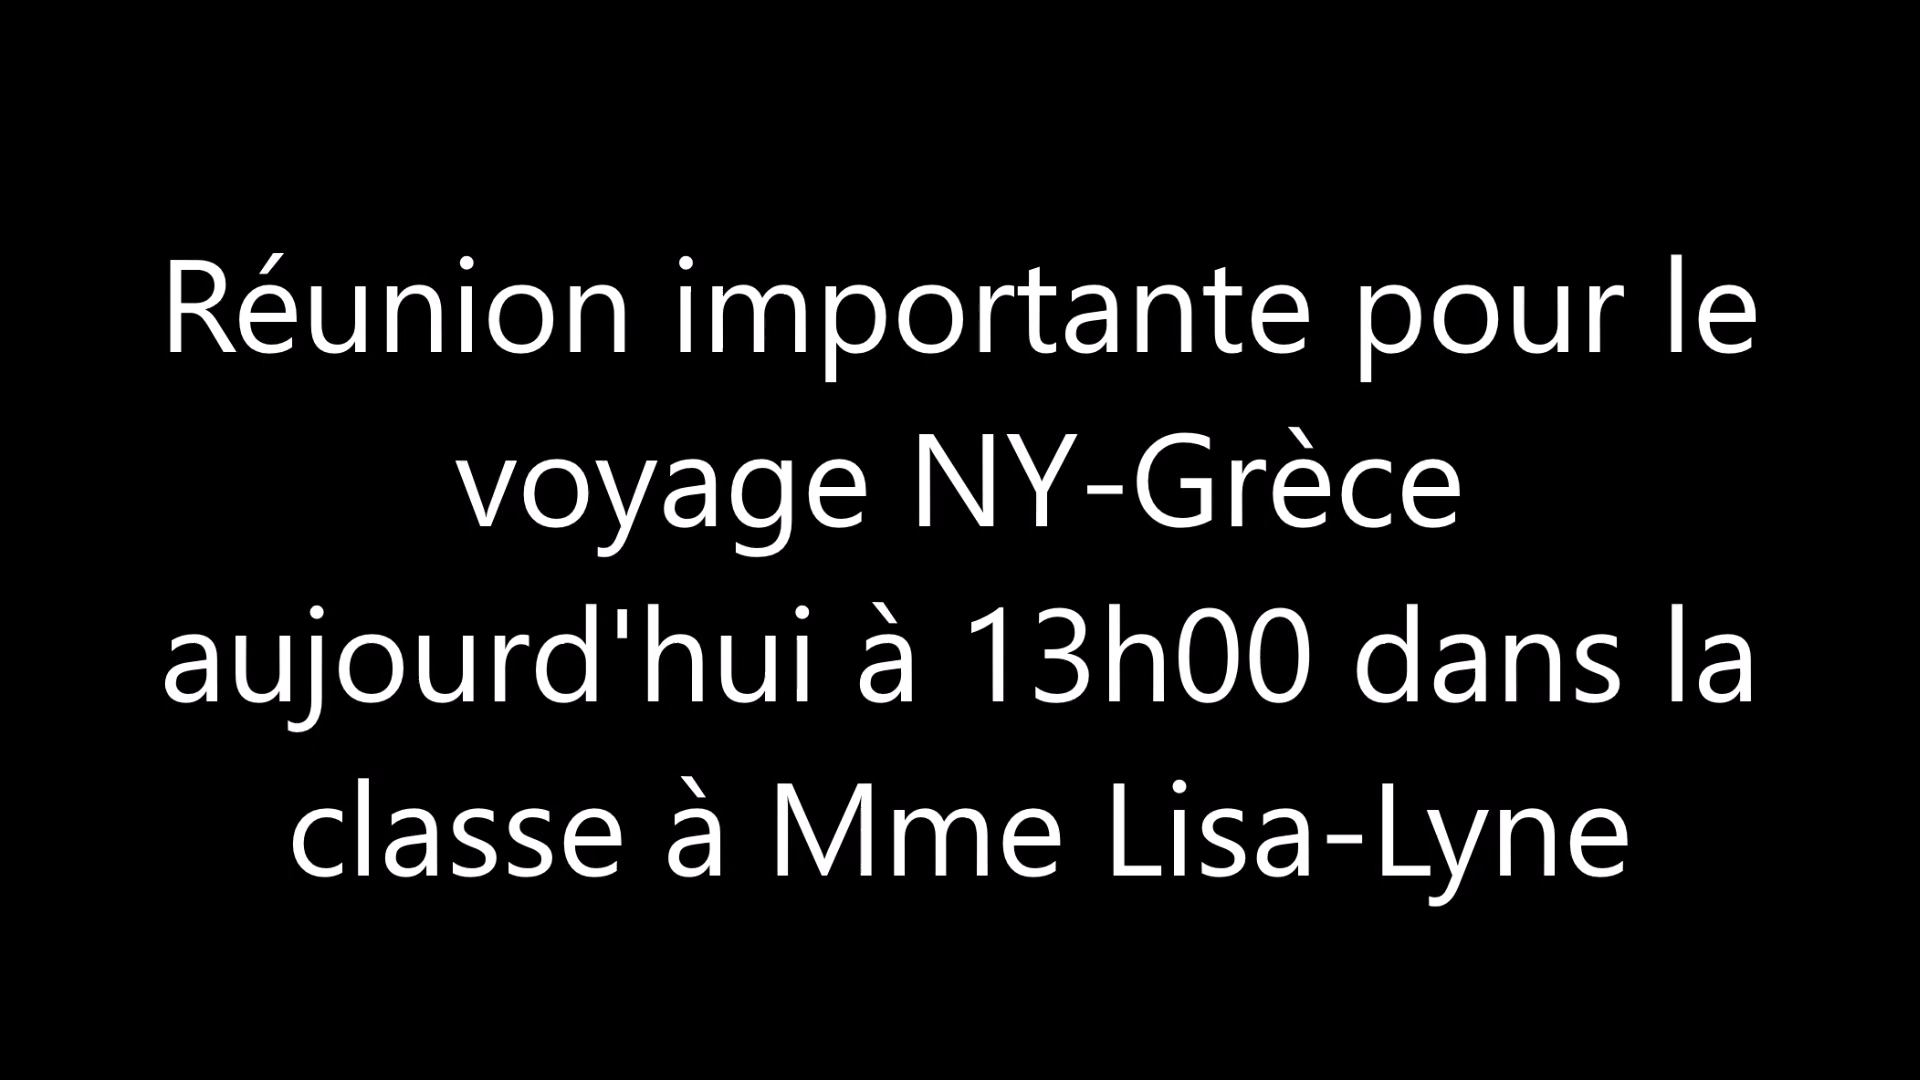 Réunion importante pour le
voyage NY-Grèce
aujourd'hui à 13h00 dans la
classe à Mme Lisa-Lyne